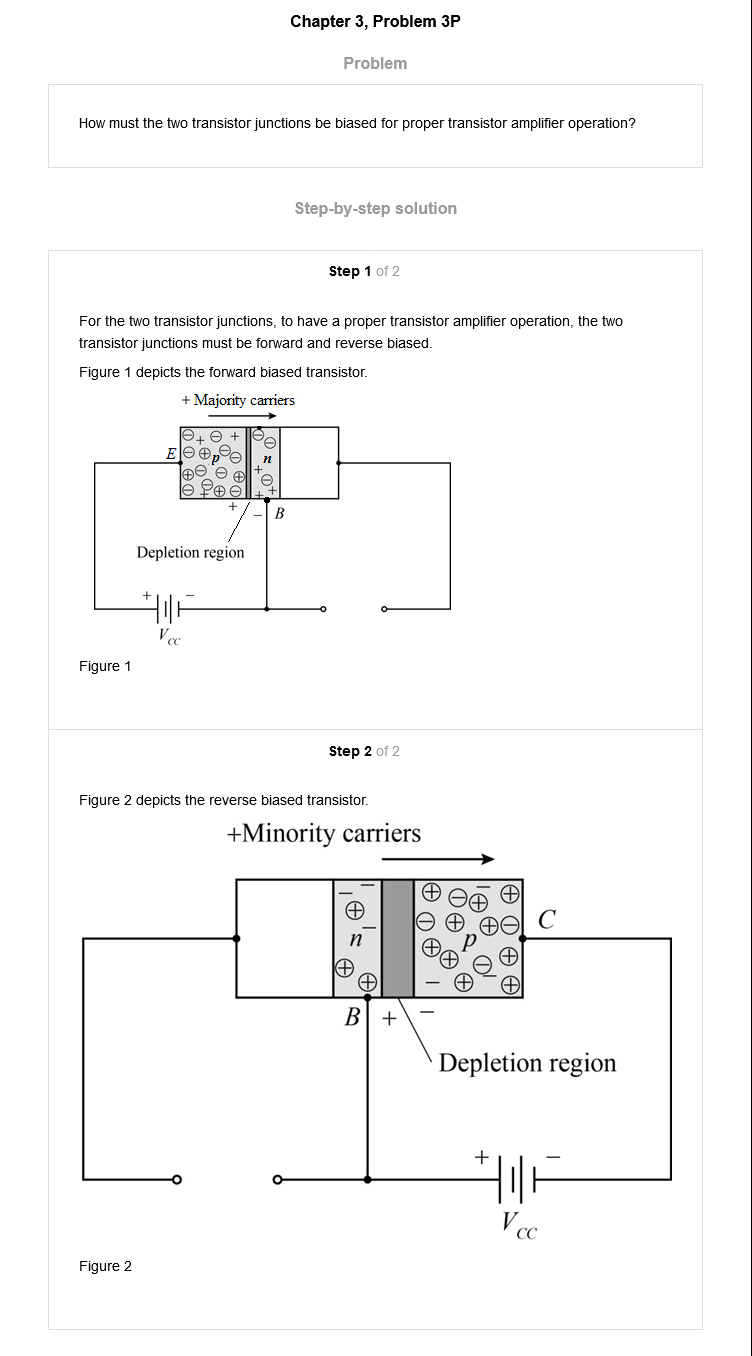 Chapter 3, Problem 3P
Problem
How must the two transistor junctions be biased for proper transistor amplifier operation?
Step-by-step solution
Step 1 of 2
For the two transistor junctions, to have a proper transistor amplifier operation, the two
transistor junctions must be forward and reverse biased.
Figure 1 depicts the forward biased transistor.
+ Majority carriers
E
p
n
+ − B
Depletion region
+ −
V_CC
Figure 1
Step 2 of 2
Figure 2 depicts the reverse biased transistor.
+Minority carriers
n
p
C
B + −
Depletion region
+ −
V_CC
Figure 2